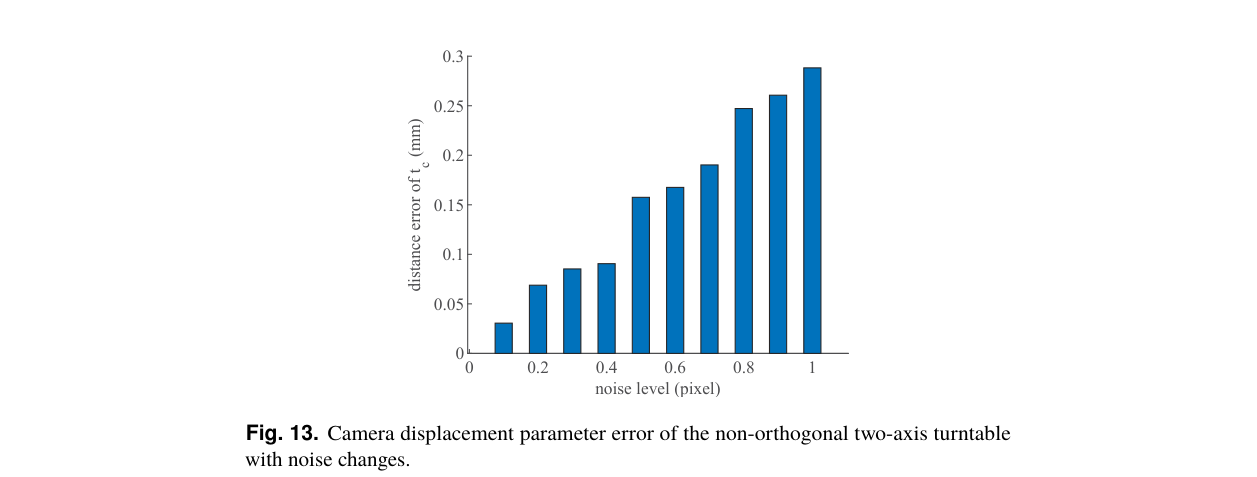 0.3
0.25
0.2
0.15
0.1
0.05
0
distance error of t_c (mm)
0 0.2 0.4 0.6 0.8 1
noise level (pixel)
Fig. 13. Camera displacement parameter error of the non-orthogonal two-axis turntable
with noise changes.